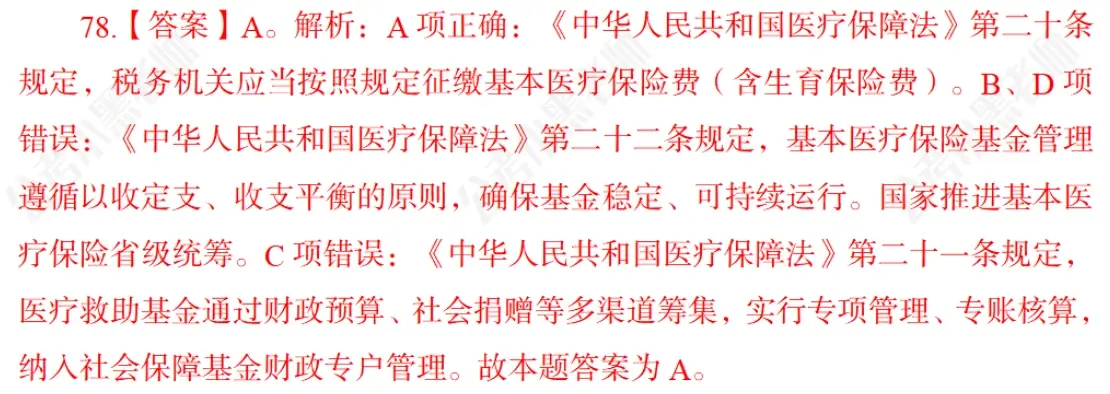 78.【答案】A。解析：A 项正确：《中华人民共和国医疗保障法》第二十条
规定，税务机关应当按照规定征缴基本医疗保险费（含生育保险费）。B、D 项
错误：《中华人民共和国医疗保障法》第二十二条规定，基本医疗保险基金管理
遵循以收定支、收支平衡的原则，确保基金稳定、可持续运行。国家推进基本医
疗保险省级统筹。C 项错误：《中华人民共和国医疗保障法》第二十一条规定，
医疗救助基金通过财政预算、社会捐赠等多渠道筹集，实行专项管理、专账核算，
纳入社会保障基金财政专户管理。故本题答案为 A。